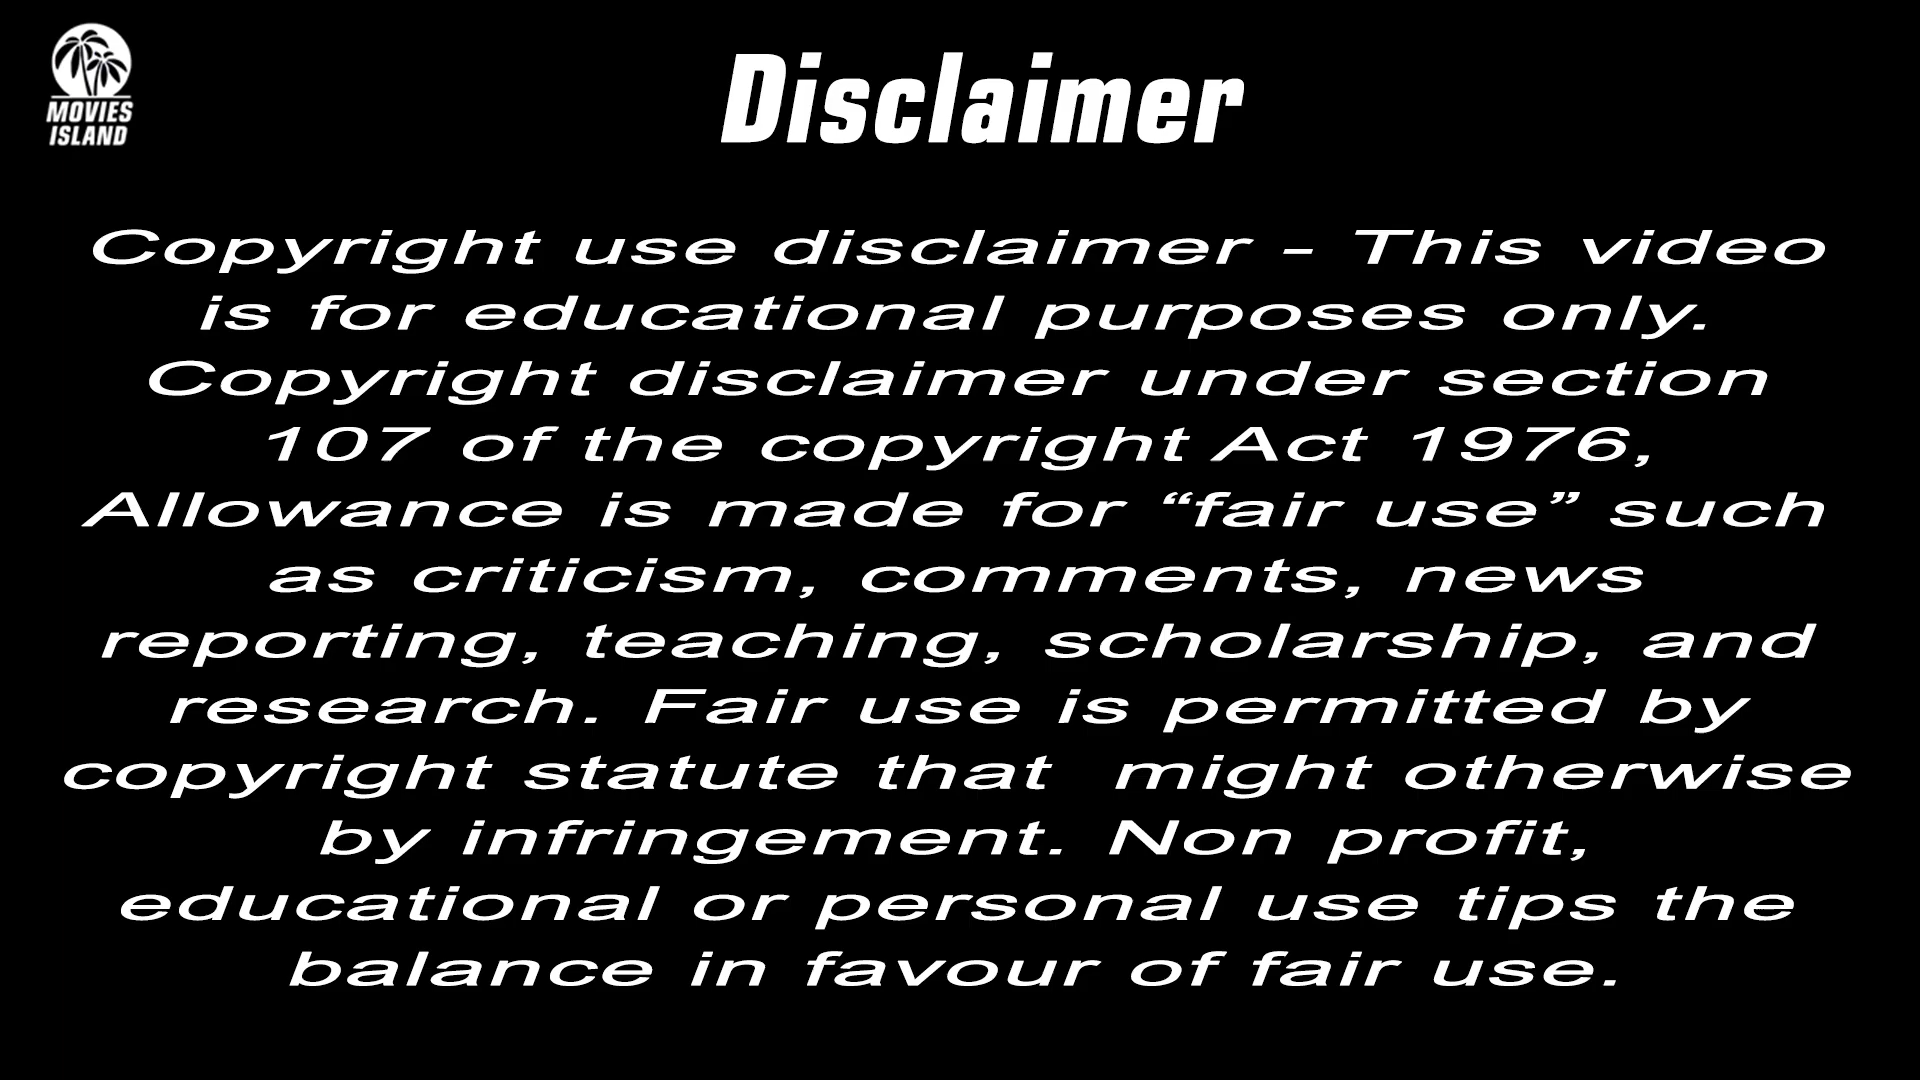 MOVIES
ISLAND
Disclaimer
Copyright use disclaimer – This video
is for educational purposes only.
Copyright disclaimer under section
107 of the copyright Act 1976,
Allowance is made for “fair use” such
as criticism, comments, news
reporting, teaching, scholarship, and
research. Fair use is permitted by
copyright statute that  might otherwise
by infringement. Non profit,
educational or personal use tips the
balance in favour of fair use.